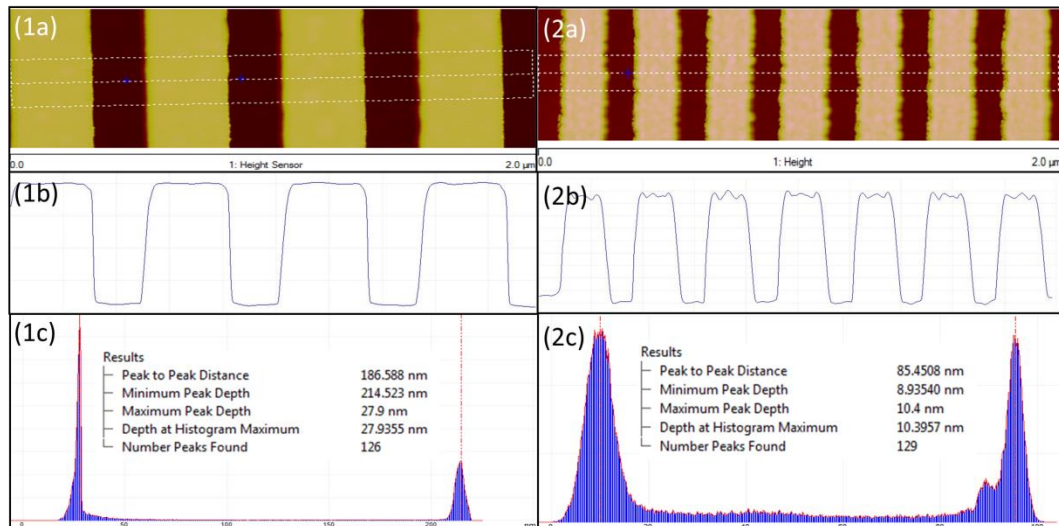 (1a)
0.0 1: Height Sensor 2.0 µm
(1b)
(1c)
Results
Peak to Peak Distance 186.588 nm
Minimum Peak Depth 214.523 nm
Maximum Peak Depth 27.9 nm
Depth at Histogram Maximum 27.9355 nm
Number Peaks Found 126
50
200
(2a)
0.0 1: Height 2.0 µm
(2b)
(2c)
Results
Peak to Peak Distance 85.4508 nm
Minimum Peak Depth 8.93540 nm
Maximum Peak Depth 10.4 nm
Depth at Histogram Maximum 10.3957 nm
Number Peaks Found 129